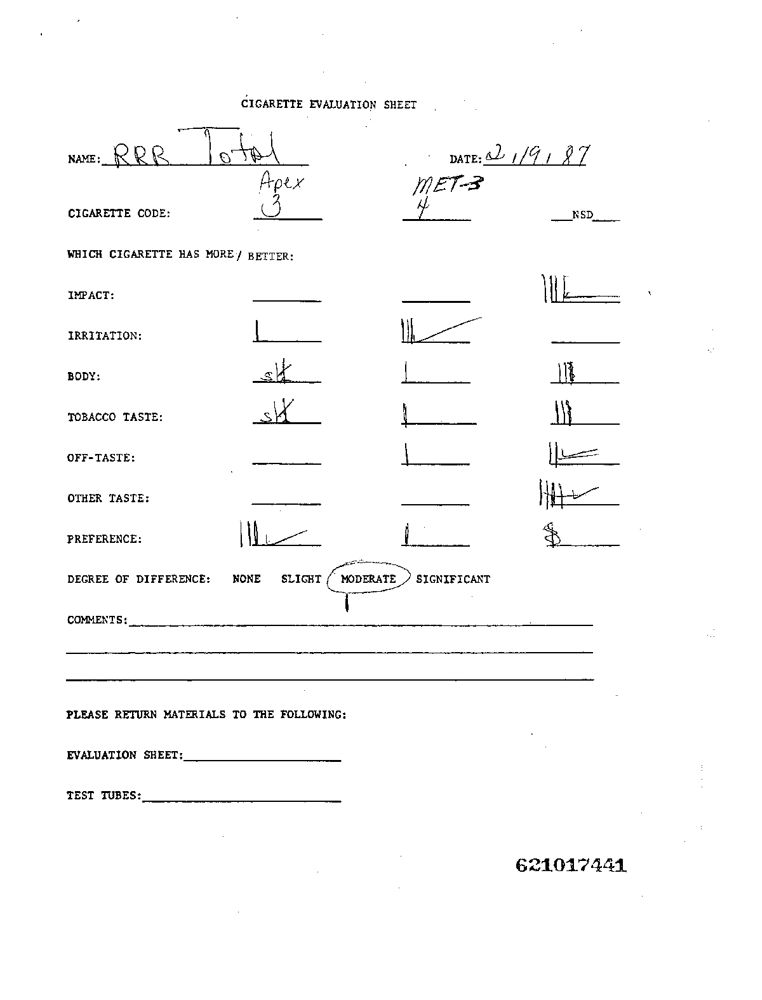 CIGARETTE EVALUATION SHEET
NAME: RRR Total DATE: 2/19/87
Apex MET-3
CIGARETTE CODE: 3 4 NSD
WHICH CIGARETTE HAS MORE/ BETTER:
IMPACT:
IRRITATION:
BODY:
TOBACCO TASTE:
OFF-TASTE:
OTHER TASTE:
PREFERENCE:
DEGREE OF DIFFERENCE: NONE SLIGHT MODERATE SIGNIFICANT
COMMENTS:
PLEASE RETURN MATERIALS TO THE FOLLOWING:
EVALUATION SHEET:
TEST TUBES:
621017441